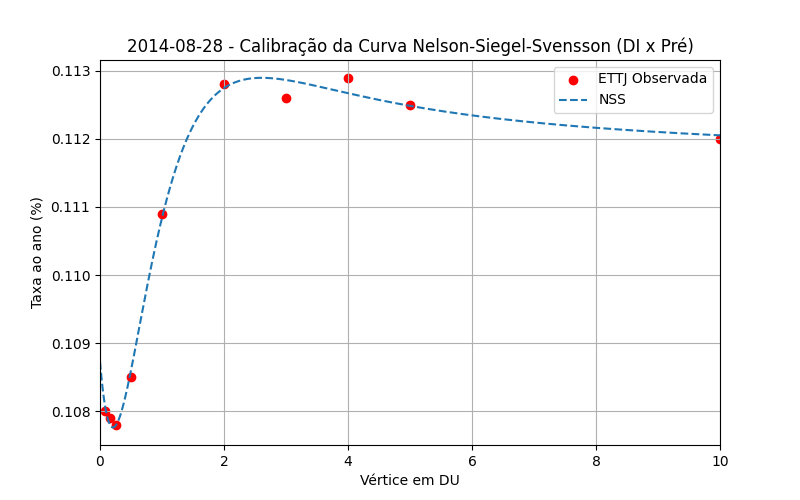 2014-08-28 - Calibração da Curva Nelson-Siegel-Svensson (DI x Pré)
ETTJ Observada
NSS
Taxa ao ano (%)
0.113
0.112
0.111
0.110
0.109
0.108
0 2 4 6 8 10
Vértice em DU